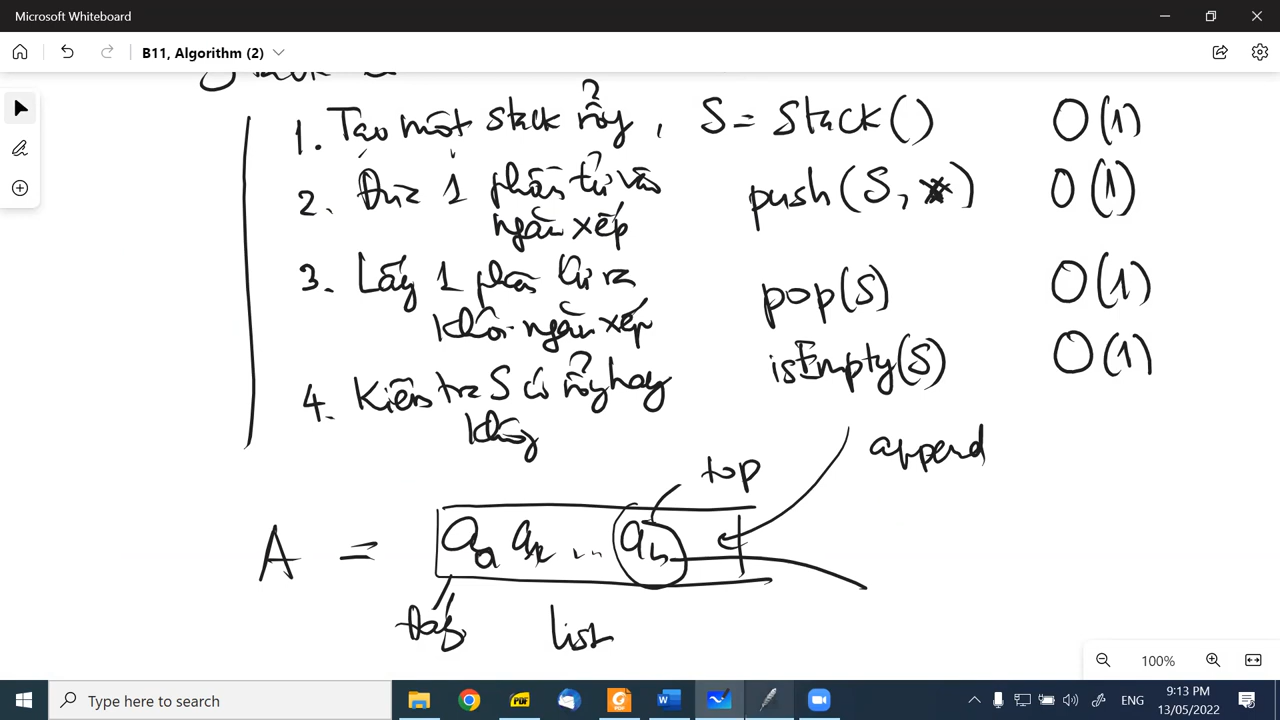 Microsoft Whiteboard
B11, Algorithm (2)
Stack S
1. Tạo một stack rỗng, S = Stack() O(1)
2. Đưa 1 phần tử vào push(S, x) O(1)
ngăn xếp
3. Lấy 1 phần tử ra pop(S) O(1)
khỏi ngăn xếp
4. Kiểm tra S có rỗng hay isEmpty(S) O(1)
không
append
top
A = a ... an
đáy list
100%
Type here to search
ENG
9:13 PM
13/05/2022